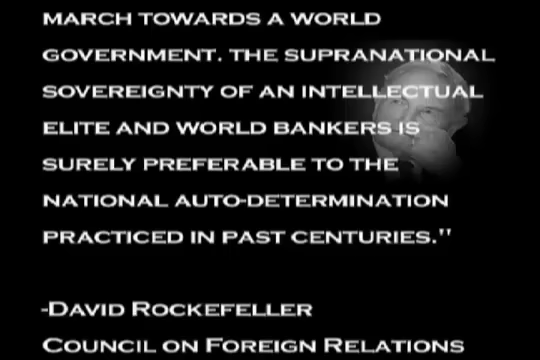 MARCH TOWARDS A WORLD
GOVERNMENT. THE SUPRANATIONAL
SOVEREIGNTY OF AN INTELLECTUAL
ELITE AND WORLD BANKERS IS
SURELY PREFERABLE TO THE
NATIONAL AUTO-DETERMINATION
PRACTICED IN PAST CENTURIES."
-DAVID ROCKEFELLER
COUNCIL ON FOREIGN RELATIONS